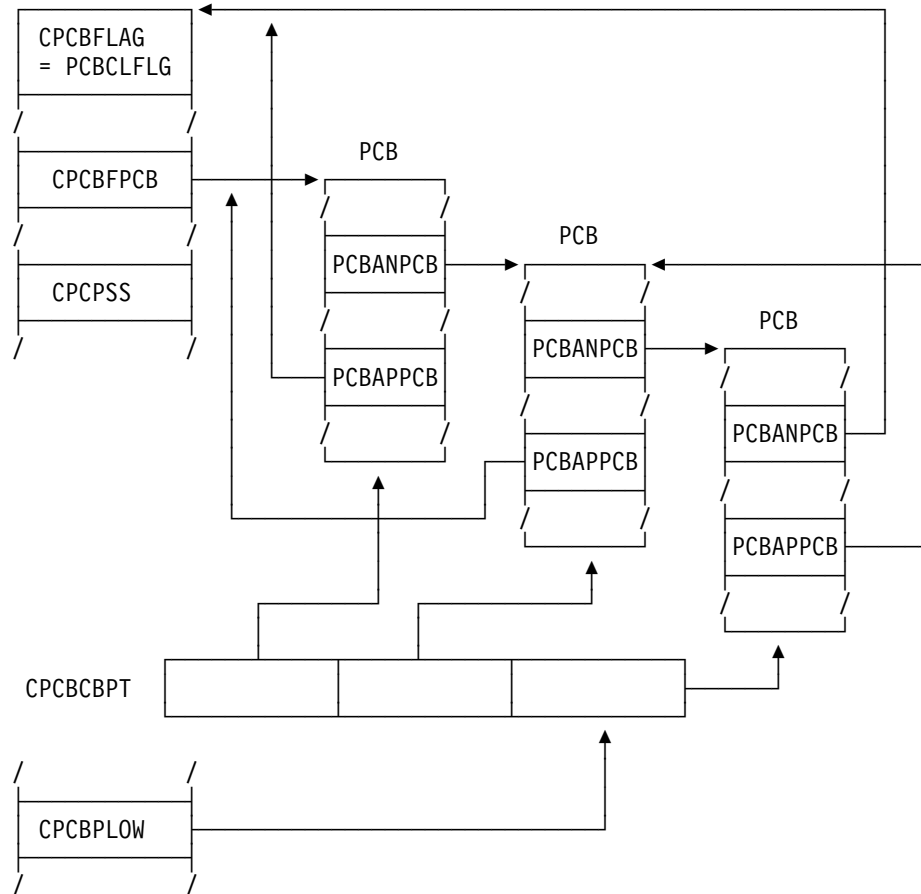 CPCBFLAG
= PCBCLFLG
PCB
CPCBFPCB
PCB
PCBANPCB
CPCPSS
PCB
PCBANPCB
PCBAPPCB
PCBANPCB
PCBAPPCB
PCBAPPCB
CPCBCBPT
CPCBPLOW